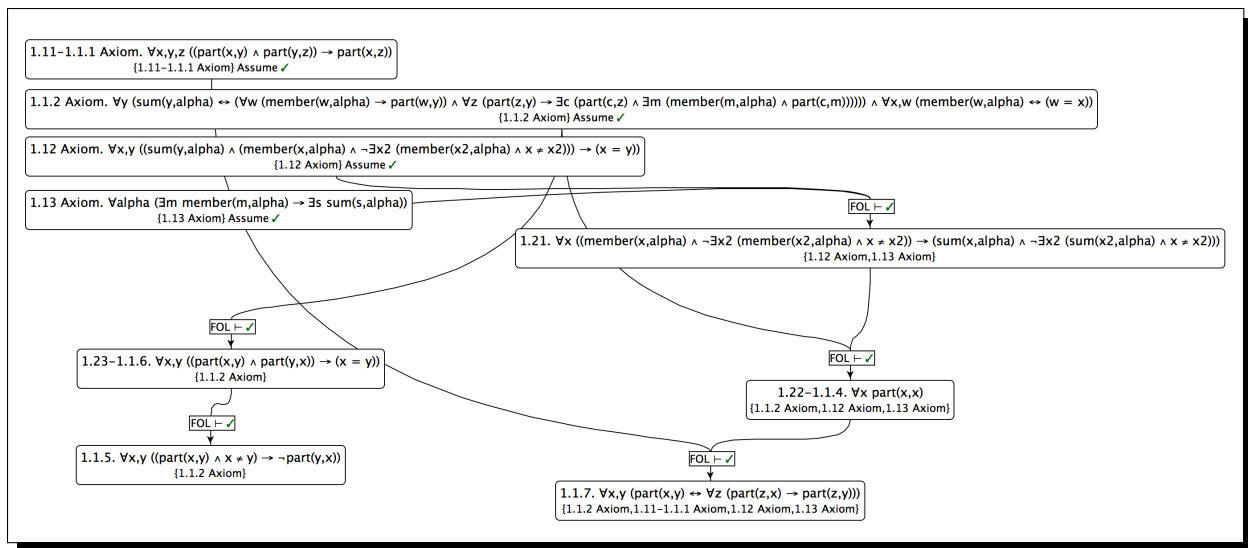 1.11–1.1.1 Axiom. ∀x,y,z ((part(x,y) ∧ part(y,z)) → part(x,z))
{1.11–1.1.1 Axiom} Assume ✓
1.1.2 Axiom. ∀y (sum(y,alpha) ↔ (∀w (member(w,alpha) → part(w,y)) ∧ ∀z (part(z,y) → ∃c (part(c,z) ∧ ∃m (member(m,alpha) ∧ part(c,m)))))) ∧ ∀x,w (member(w,alpha) ↔ (w = x))
{1.1.2 Axiom} Assume ✓
1.12 Axiom. ∀x,y ((sum(y,alpha) ∧ (member(x,alpha) ∧ ¬∃x2 (member(x2,alpha) ∧ x ≠ x2))) → (x = y))
{1.12 Axiom} Assume ✓
1.13 Axiom. ∀alpha (∃m member(m,alpha) → ∃s sum(s,alpha))
{1.13 Axiom} Assume ✓
FOL ⊢ ✓
1.21. ∀x ((member(x,alpha) ∧ ¬∃x2 (member(x2,alpha) ∧ x ≠ x2)) → (sum(x,alpha) ∧ ¬∃x2 (sum(x2,alpha) ∧ x ≠ x2)))
{1.12 Axiom,1.13 Axiom}
FOL ⊢ ✓
1.23–1.1.6. ∀x,y ((part(x,y) ∧ part(y,x)) → (x = y))
{1.1.2 Axiom}
FOL ⊢ ✓
1.22–1.1.4. ∀x part(x,x)
{1.1.2 Axiom,1.12 Axiom,1.13 Axiom}
FOL ⊢ ✓
1.1.5. ∀x,y ((part(x,y) ∧ x ≠ y) → ¬part(y,x))
{1.1.2 Axiom}
FOL ⊢ ✓
1.1.7. ∀x,y (part(x,y) ↔ ∀z (part(z,x) → part(z,y)))
{1.1.2 Axiom,1.11–1.1.1 Axiom,1.12 Axiom,1.13 Axiom}